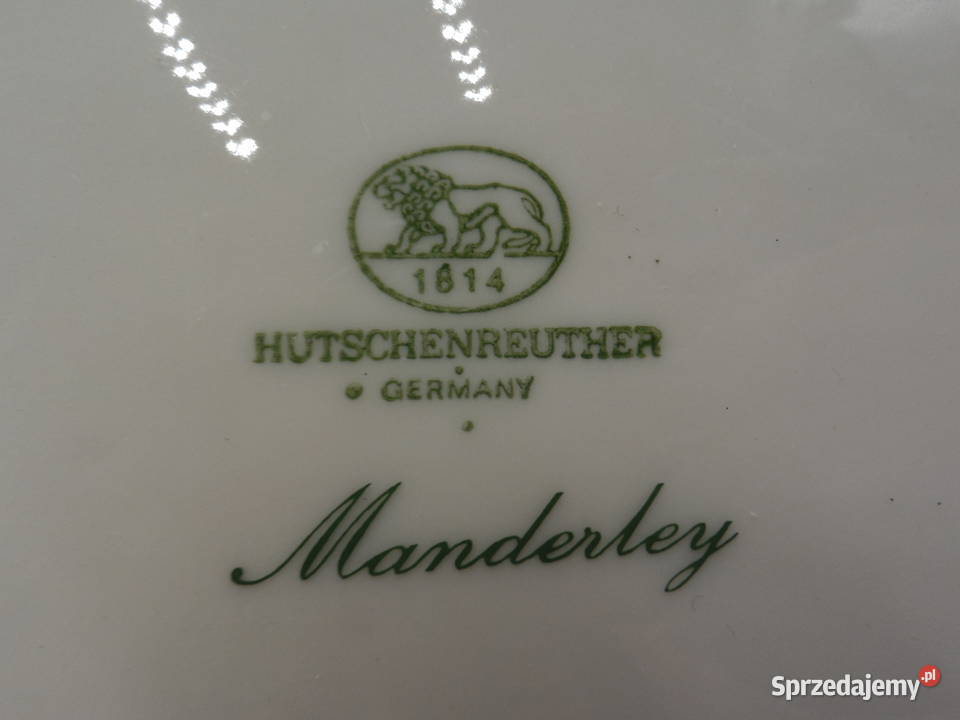 1814
HUTSCHENREUTHER
GERMANY
Manderley
Sprzedajemy.pl